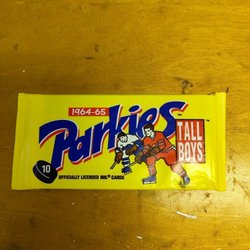 1964-65
Parkies
TALL
BOYS
10
OFFICIALLY LICENSED NHL® CARDS